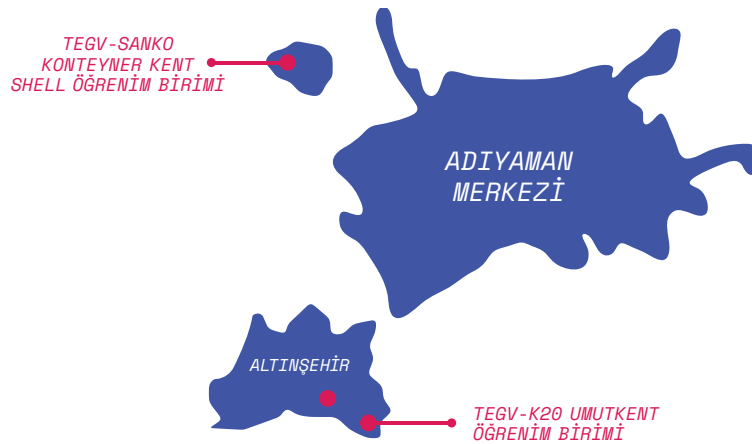 TEGV-SANKO
KONTEYNER KENT
SHELL ÖĞRENİM BİRİMİ
ADIYAMAN
MERKEZİ
ALTINŞEHİR
TEGV-K20 UMUTKENT
ÖĞRENİM BİRİMİ